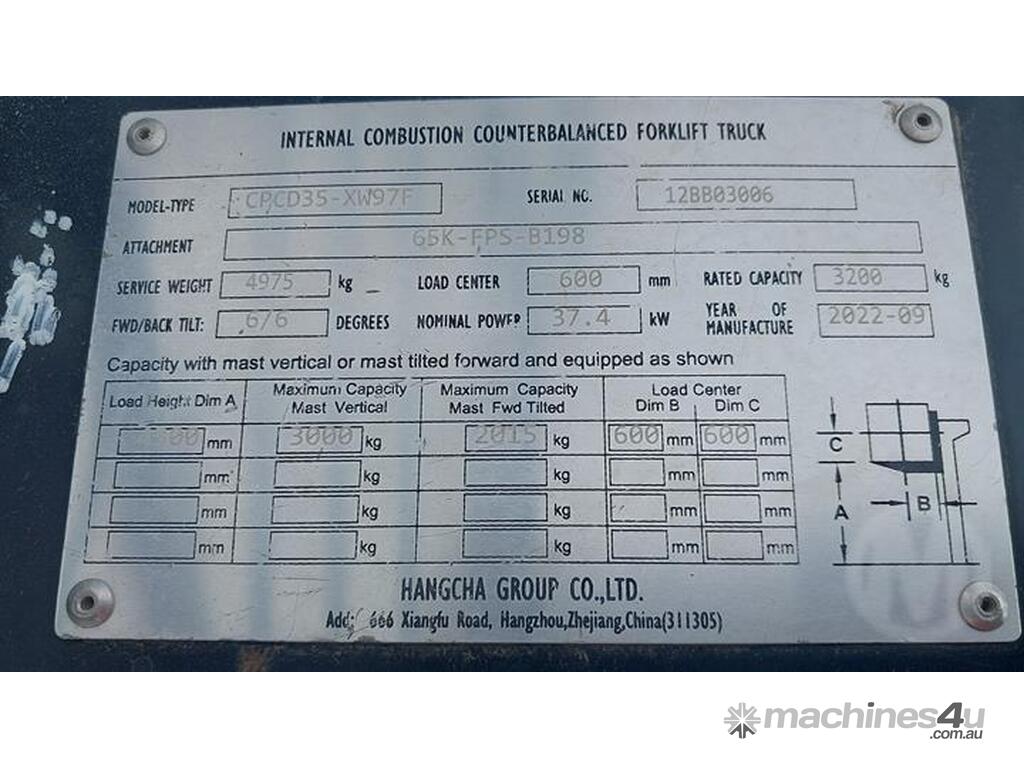 INTERNAL COMBUSTION COUNTERBALANCED FORKLIFT TRUCK
MODEL-TYPE CPCD35-XW97F SERIAL NO. 12BB03006
ATTACHMENT 65K-FPS-B198
SERVICE WEIGHT 4975 kg LOAD CENTER 600 mm RATED CAPACITY 3200 kg
FWD/BACK TILT: 6/6 DEGREES NOMINAL POWER 37.4 kW YEAR OF MANUFACTURE 2022-09
Capacity with mast vertical or mast tilted forward and equipped as shown
Load Height Dim A Maximum Capacity Mast Vertical Maximum Capacity Mast Fwd Tilted Load Center Dim B Dim C
mm 3000 kg 2015 kg 600 mm 600 mm
mm kg kg mm mm
mm kg kg mm mm
mm kg kg mm mm
C
B
A
HANGCHA GROUP CO.,LTD.
Add: 666 Xiangfu Road, Hangzhou,Zhejiang,China(311305)
machines4u
.com.au